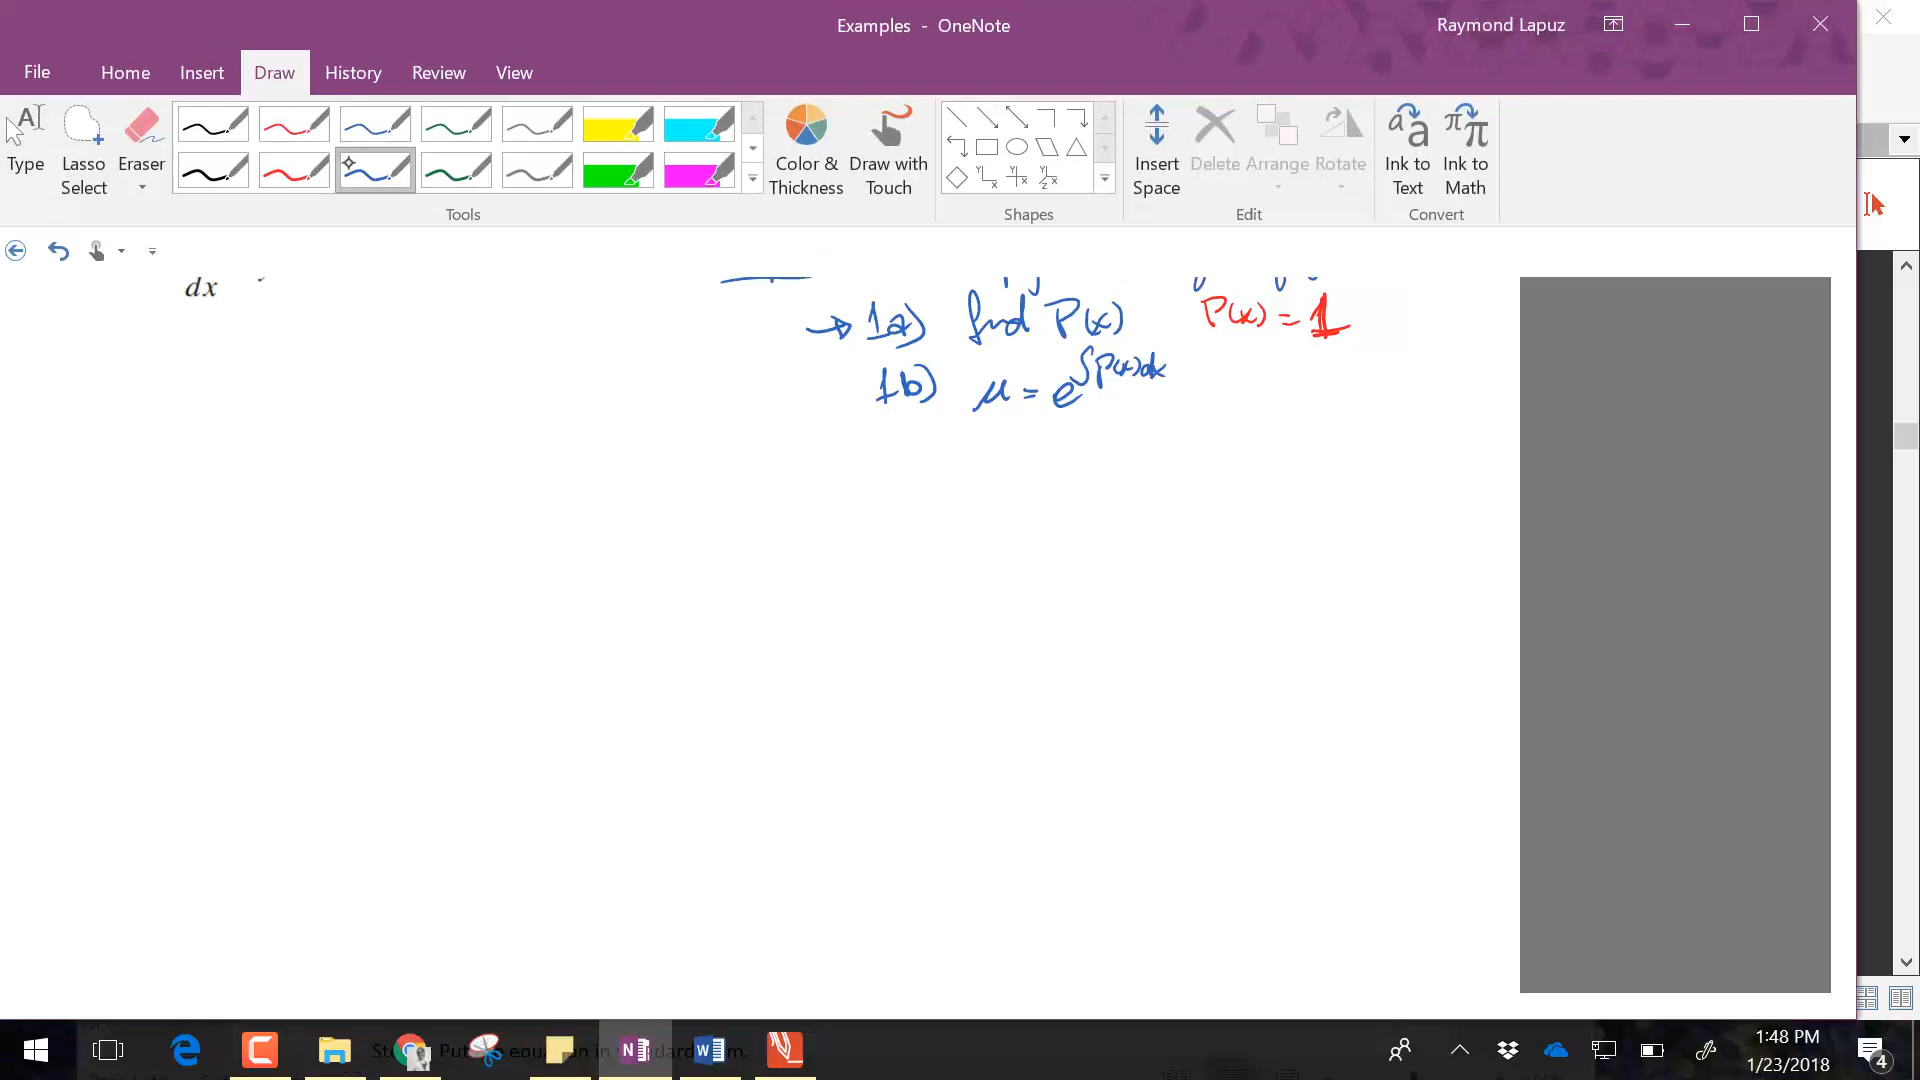 Examples - OneNote
Raymond Lapuz
File Home Insert Draw History Review View
Type
Lasso Select
Eraser
Color & Thickness
Draw with Touch
Insert Space
Delete
Arrange
Rotate
Ink to Text
Ink to Math
Tools
Shapes
Edit
Convert
dx
→ 1a) find P(x) P(x) = 1
1b) μ = e^∫P(x)dx
1:48 PM
1/23/2018
4